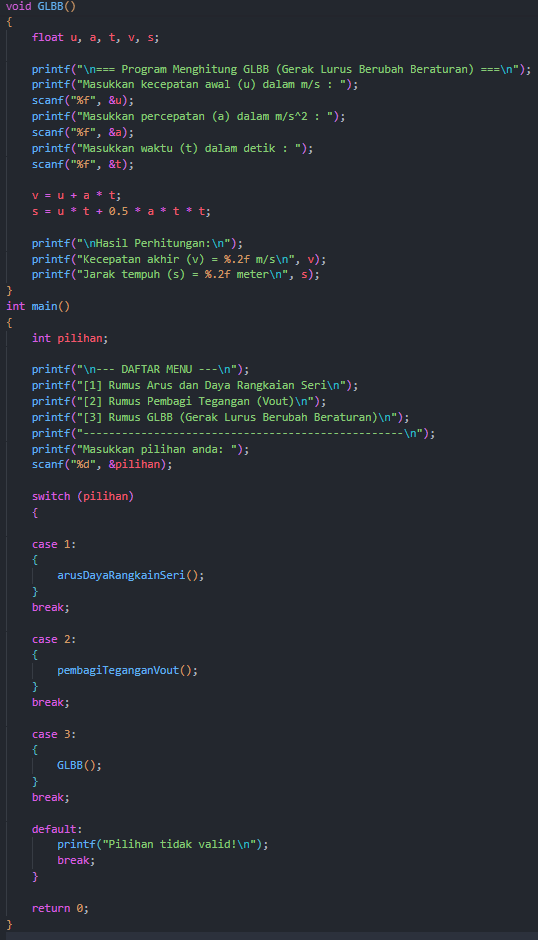 void GLBB()
{
float u, a, t, v, s;
printf("\n=== Program Menghitung GLBB (Gerak Lurus Berubah Beraturan) ===\n");
printf("Masukkan kecepatan awal (u) dalam m/s : ");
scanf("%f", &u);
printf("Masukkan percepatan (a) dalam m/s^2 : ");
scanf("%f", &a);
printf("Masukkan waktu (t) dalam detik : ");
scanf("%f", &t);
v = u + a * t;
s = u * t + 0.5 * a * t * t;
printf("\nHasil Perhitungan:\n");
printf("Kecepatan akhir (v) = %.2f m/s\n", v);
printf("Jarak tempuh (s) = %.2f meter\n", s);
}
int main()
{
int pilihan;
printf("\n--- DAFTAR MENU ---\n");
printf("[1] Rumus Arus dan Daya Rangkaian Seri\n");
printf("[2] Rumus Pembagi Tegangan (Vout)\n");
printf("[3] Rumus GLBB (Gerak Lurus Berubah Beraturan)\n");
printf("--------------------------------------------------\n");
printf("Masukkan pilihan anda: ");
scanf("%d", &pilihan);
switch (pilihan)
{
case 1:
{
arusDayaRangkainSeri();
}
break;
case 2:
{
pembagiTeganganVout();
}
break;
case 3:
{
GLBB();
}
break;
default:
printf("Pilihan tidak valid!\n");
break;
}
return 0;
}